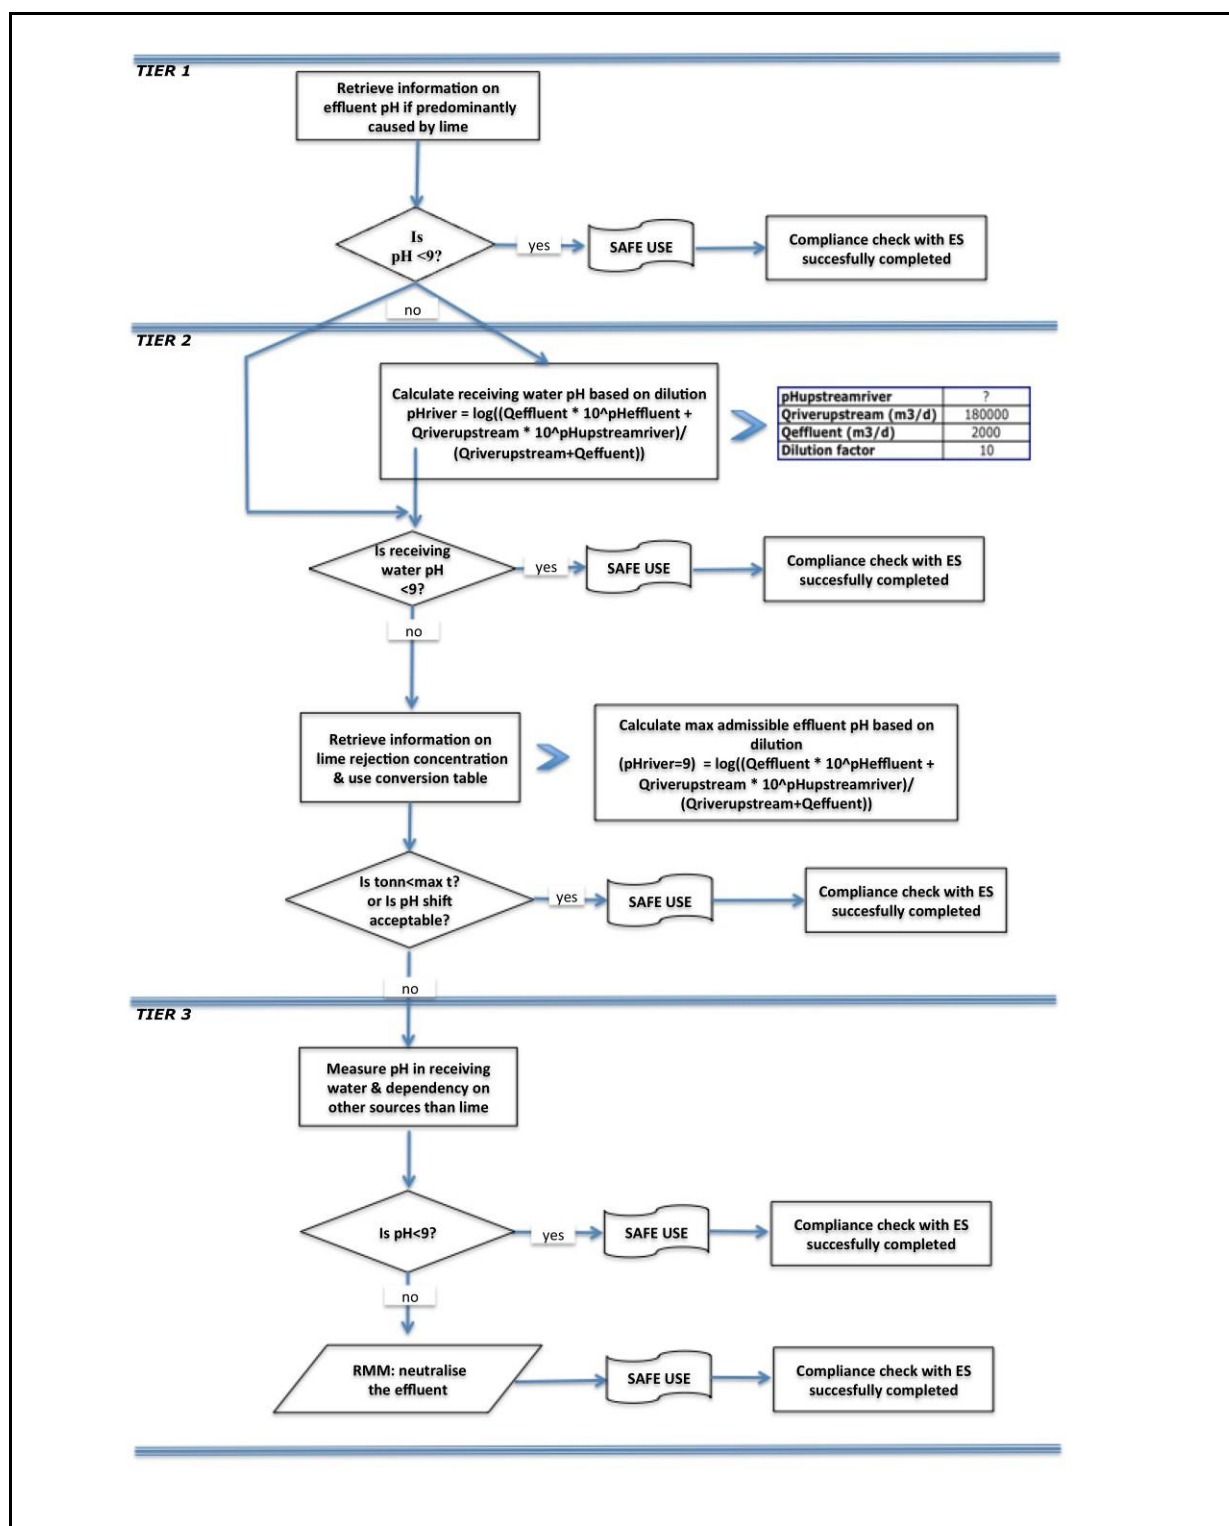 TIER 1
Retrieve information on
effluent pH if predominantly
caused by lime
Is
pH <9?
yes
SAFE USE
Compliance check with ES
succesfully completed
no
TIER 2
Calculate receiving water pH based on dilution
pHriver = log((Qeffluent * 10^pHeffluent +
Qriverupstream * 10^pHupstreamriver)/
(Qriverupstream+Qeffuent))
pHupstreamriver ?
Qriverupstream (m3/d) 180000
Qeffluent (m3/d) 2000
Dilution factor 10
Is receiving
water pH
<9?
yes
SAFE USE
Compliance check with ES
succesfully completed
no
Retrieve information on
lime rejection concentration
& use conversion table
Calculate max admissible effluent pH based on
dilution
(pHriver=9) = log((Qeffluent * 10^pHeffluent +
Qriverupstream * 10^pHupstreamriver)/
(Qriverupstream+Qeffuent))
Is tonn<max t?
or Is pH shift
acceptable?
yes
SAFE USE
Compliance check with ES
succesfully completed
no
TIER 3
Measure pH in receiving
water & dependency on
other sources than lime
Is pH<9?
yes
SAFE USE
Compliance check with ES
succesfully completed
no
RMM: neutralise
the effluent
SAFE USE
Compliance check with ES
succesfully completed